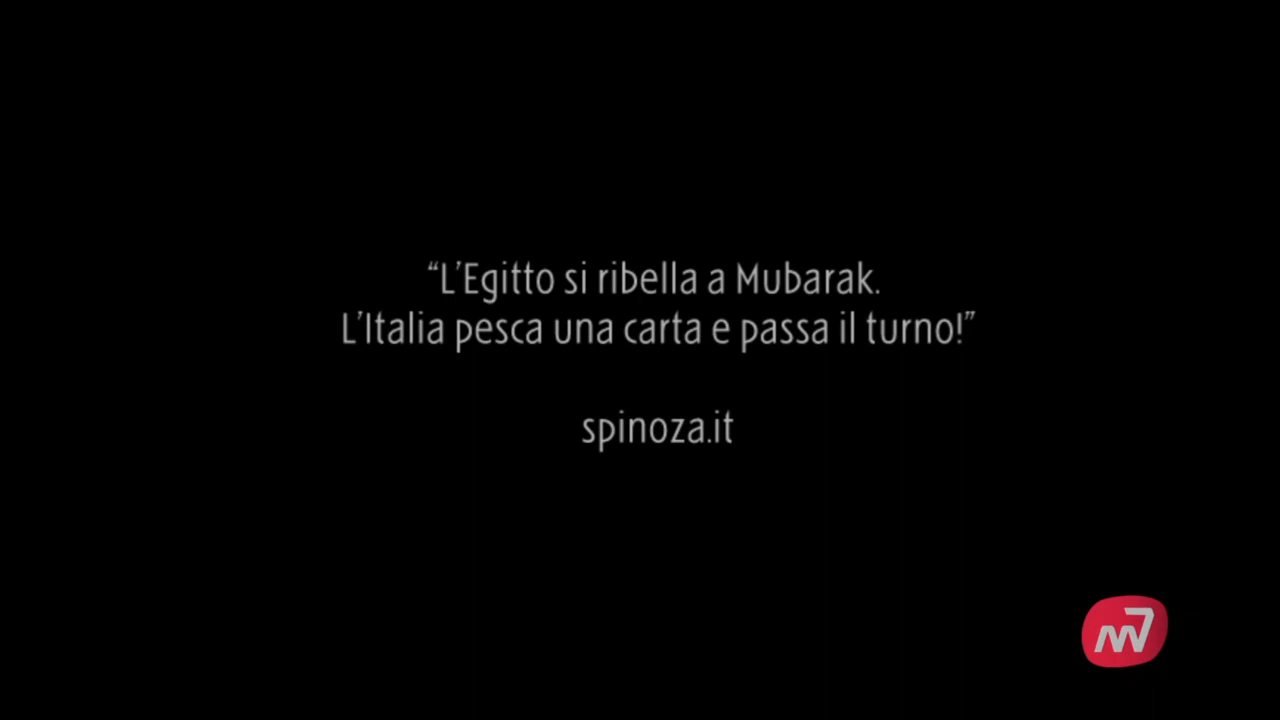 “L’Egitto si ribella a Mubarak.
L’Italia pesca una carta e passa il turno!”
spinoza.it